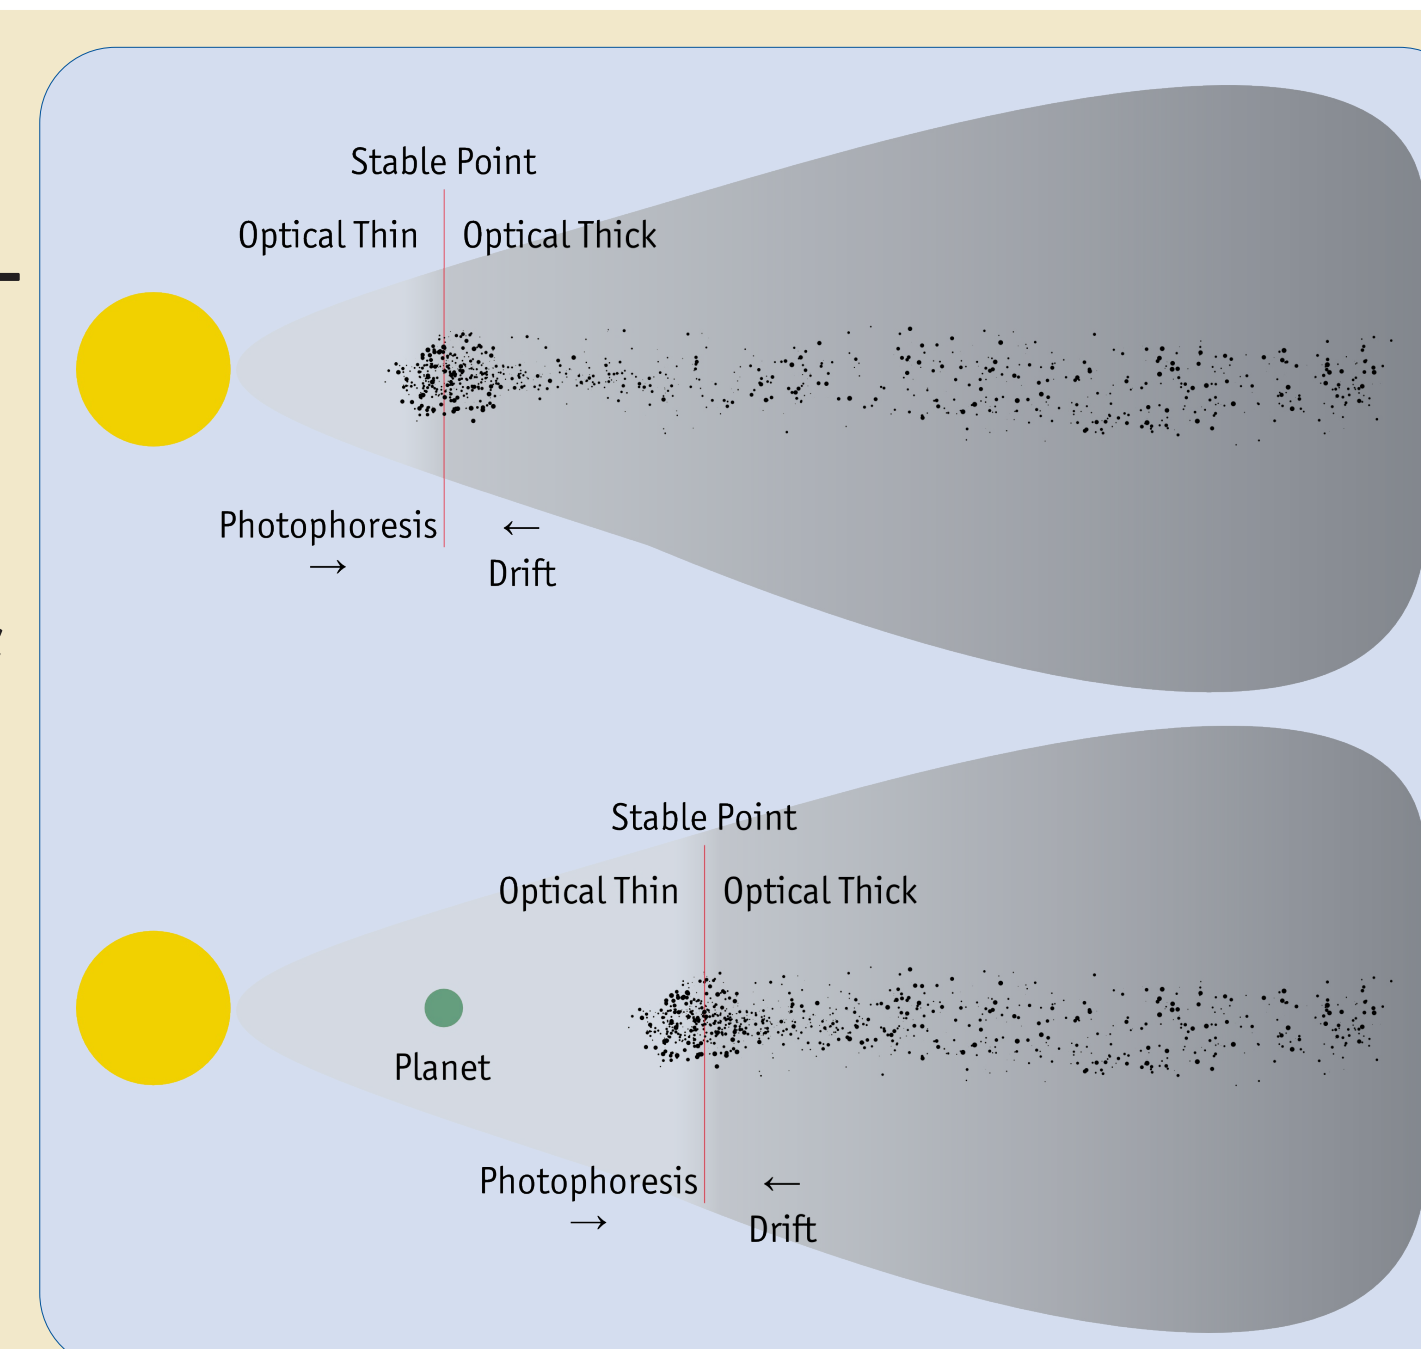 Stable Point
Optical Thin Optical Thick
Photophoresis ←
→ Drift
Stable Point
Optical Thin Optical Thick
Planet
Photophoresis ←
→ Drift